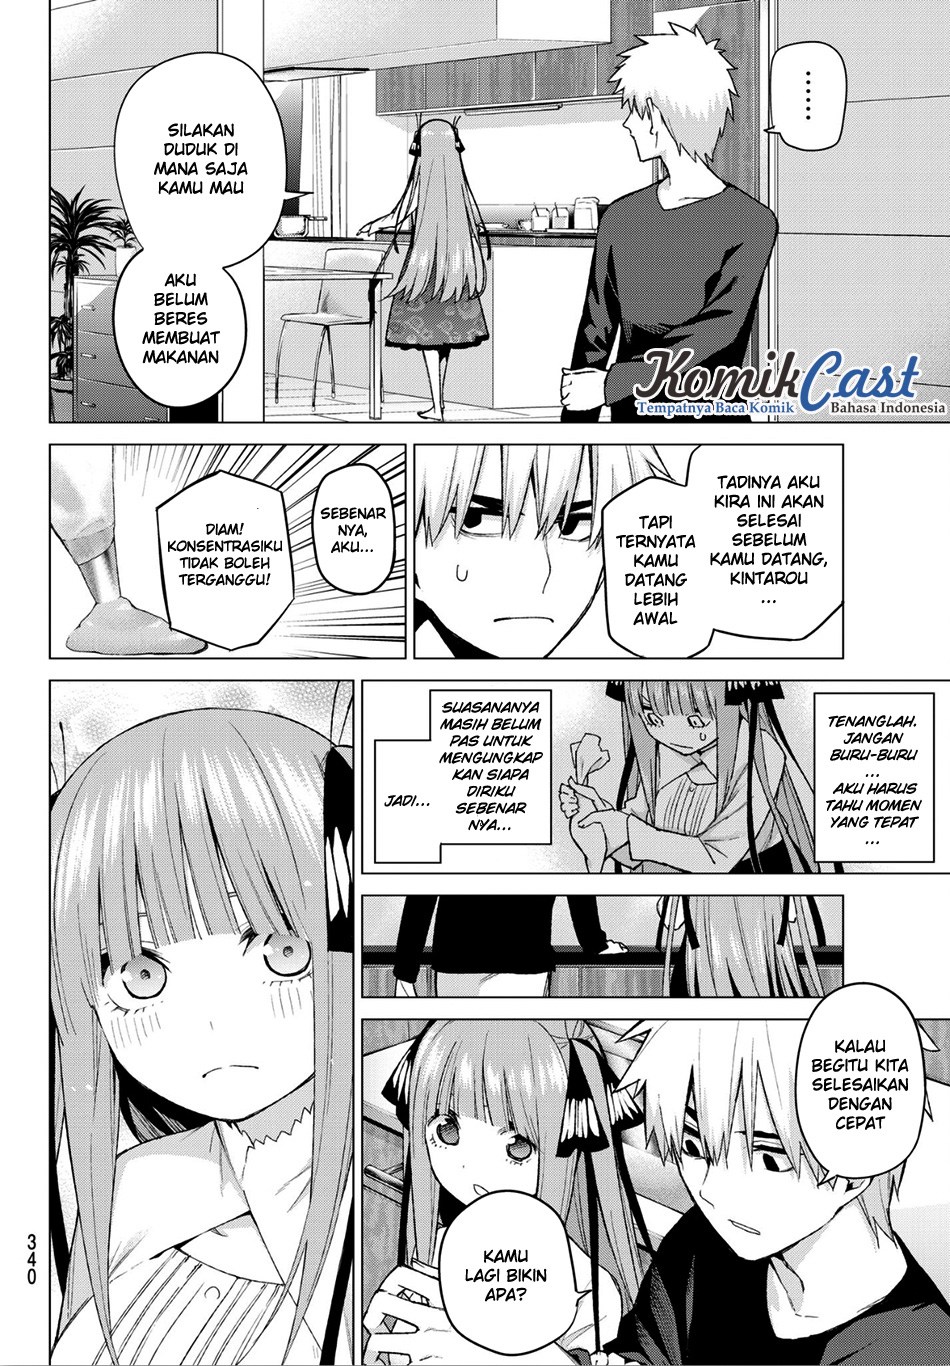 ......
SILAKAN
DUDUK DI
MANA SAJA
KAMU MAU
AKU
BELUM
BERES
MEMBUAT
MAKANAN
KomikCast
Tempatnya Baca Komik Bahasa Indonesia
TADINYA AKU
KIRA INI AKAN
SELESAI
SEBELUM
KAMU DATANG,
KINTAROU
...
TAPI
TERNYATA
KAMU
DATANG
LEBIH
AWAL
SEBENAR
NYA,
AKU...
DIAM!
KONSENTRASIKU
TIDAK BOLEH
TERGANGGU!
TENANGLAH.
JANGAN
BURU-BURU
...
AKU HARUS
TAHU MOMEN
YANG TEPAT
...
SUASANANYA
MASIH BELUM
PAS UNTUK
MENGUNGKAP
KAN SIAPA
DIRIKU
SEBENAR
NYA...
JADI...
KALAU
BEGITU KITA
SELESAIKAN
DENGAN
CEPAT
KAMU
LAGI BIKIN
APA?
340